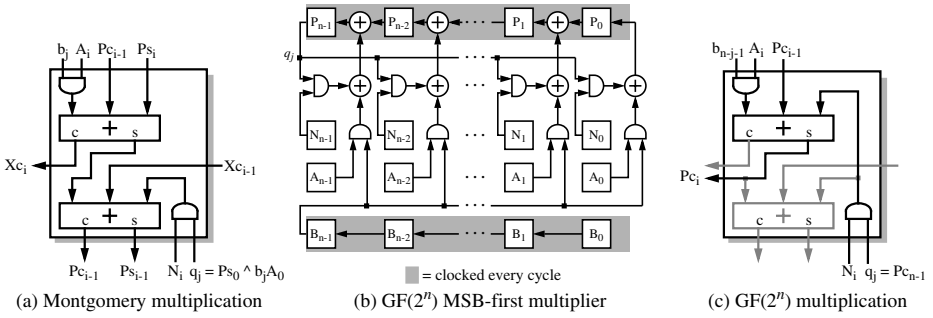 b_j A_i Pc_{i-1} Ps_i
c + s
Xc_i
Xc_{i-1}
c + s
Pc_{i-1} Ps_{i-1} N_i q_j = Ps_0 ^ b_jA_0
(a) Montgomery multiplication
P_{n-1} + P_{n-2} + ... P_1 + P_0
q_j
+ + ... + +
N_{n-1} N_{n-2} ... N_1 N_0
A_{n-1} A_{n-2} ... A_1 A_0
B_{n-1} B_{n-2} ... B_1 B_0
= clocked every cycle
(b) GF(2^n) MSB-first multiplier
b_{n-j-1} A_i Pc_{i-1}
c + s
Pc_i
c + s
N_i q_j = Pc_{n-1}
(c) GF(2^n) multiplication